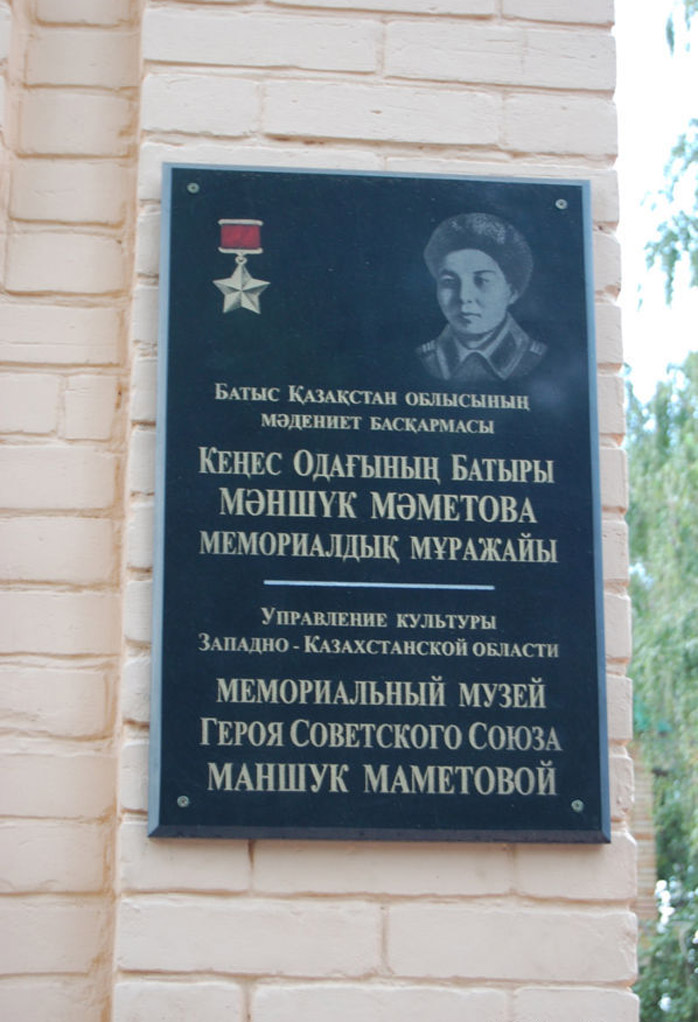 Батыс Қазақстан облысының
мәдениет басқармасы
Кеңес Одағының Батыры
МӘНШҮК МӘМЕТОВА
МЕМОРИАЛДЫҚ МҰРАЖАЙЫ
Управление культуры
Западно - Казахстанской области
МЕМОРИАЛЬНЫЙ МУЗЕЙ
Героя Советского Союза
МАНШУК МАМЕТОВОЙ